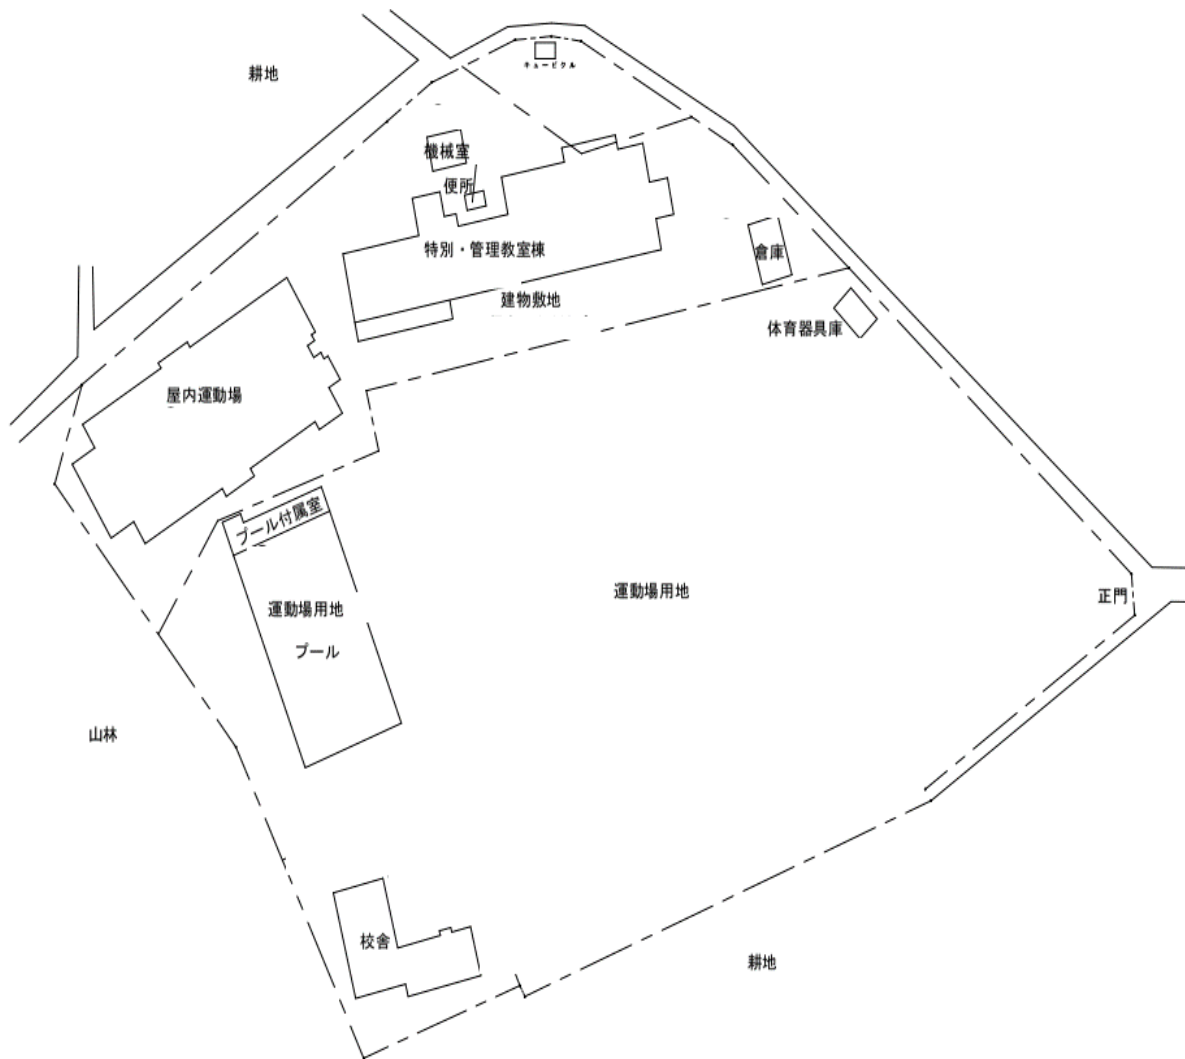 キュービクル
耕地
機械室
便所
特別・管理教室棟
倉庫
建物敷地
体育器具庫
屋内運動場
プール付属室
運動場用地
正門
運動場用地
プール
山林
校舎
耕地